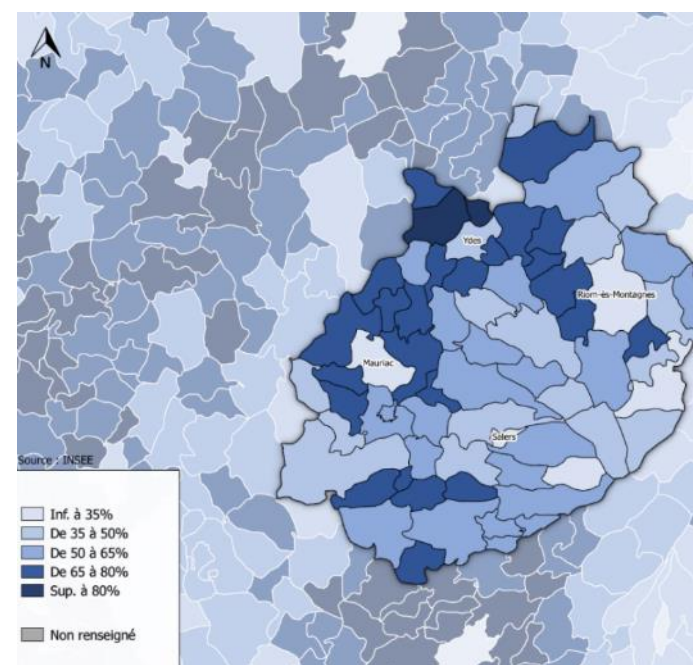 N
Ydes
Riom-ès-Montagnes
Mauriac
Salers
Source : INSEE
Inf. à 35%
De 35 à 50%
De 50 à 65%
De 65 à 80%
Sup. à 80%
Non renseigné